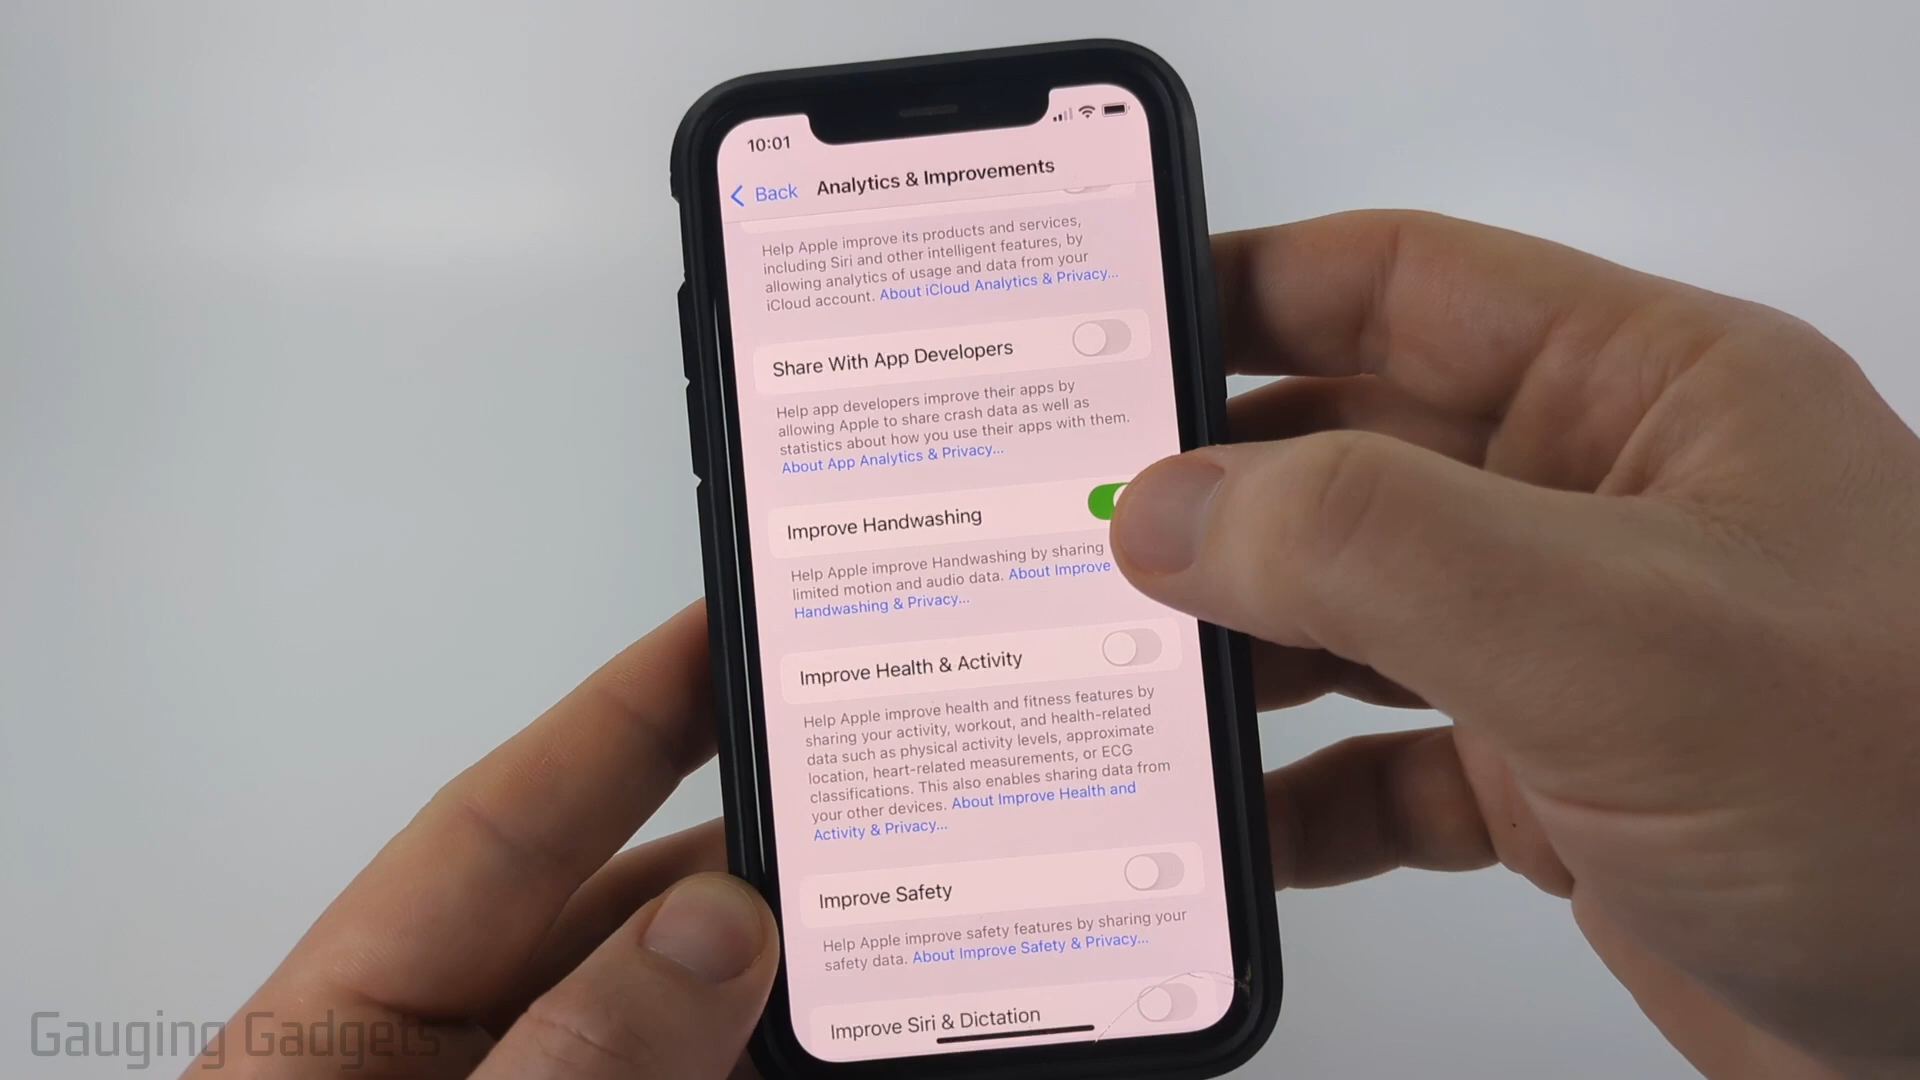 10:01
Back
Analytics & Improvements
Help Apple improve its products and services,
including Siri and other intelligent features, by
allowing analytics of usage and data from your
iCloud account. About iCloud Analytics & Privacy...
Share With App Developers
Help app developers improve their apps by
allowing Apple to share crash data as well as
statistics about how you use their apps with them.
About App Analytics & Privacy...
Improve Handwashing
Help Apple improve Handwashing by sharing
limited motion and audio data. About Improve
Handwashing & Privacy...
Improve Health & Activity
Help Apple improve health and fitness features by
sharing your activity, workout, and health-related
data such as physical activity levels, approximate
location, heart-related measurements, or ECG
classifications. This also enables sharing data from
your other devices. About Improve Health and
Activity & Privacy...
Improve Safety
Help Apple improve safety features by sharing your
safety data. About Improve Safety & Privacy...
Improve Siri & Dictation
Gauging Gadgets